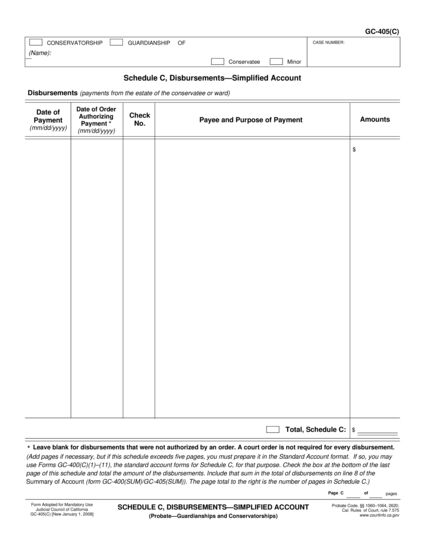 GC-405(C)
CONSERVATORSHIP GUARDIANSHIP OF
CASE NUMBER:
(Name):
Conservatee Minor
Schedule C, Disbursements—Simplified Account
Disbursements (payments from the estate of the conservatee or ward)
Date of Payment (mm/dd/yyyy)
Date of Order Authorizing Payment * (mm/dd/yyyy)
Check No.
Payee and Purpose of Payment
Amounts
$
Total, Schedule C: $
* Leave blank for disbursements that were not authorized by an order. A court order is not required for every disbursement.
(Add pages if necessary, but if this schedule exceeds five pages, you must prepare it in the Standard Account format. If so, you may
use Forms GC-400(C)(1)–(11), the standard account forms for Schedule C, for that purpose. Check the box at the bottom of the last
page of this schedule and total the amount of the disbursements. Include that sum in the total of disbursements on line 8 of the
Summary of Account (form GC-400(SUM)/GC-405(SUM)). The page total to the right is the number of pages in Schedule C.)
Page C of pages
Form Adopted for Mandatory Use
Judicial Council of California
GC-405(C) [New January 1, 2008]
SCHEDULE C, DISBURSEMENTS—SIMPLIFIED ACCOUNT
(Probate—Guardianships and Conservatorships)
Probate Code, §§ 1060–1064, 2620;
Cal. Rules of Court, rule 7.575
www.courtinfo.ca.gov